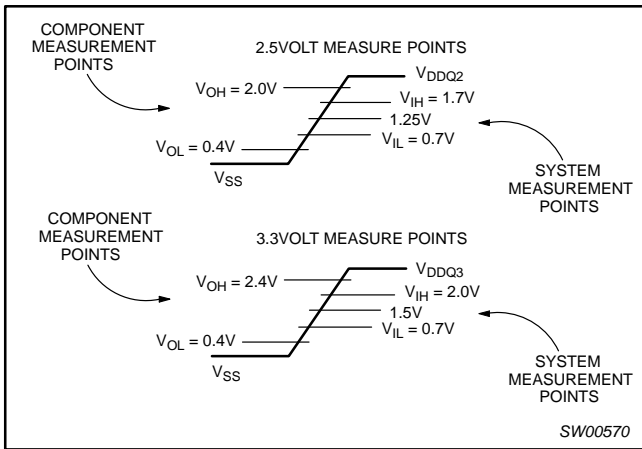 COMPONENT
MEASUREMENT
POINTS
2.5VOLT MEASURE POINTS
VOH = 2.0V
VDDQ2
VIH = 1.7V
1.25V
VIL = 0.7V
VOL = 0.4V
VSS
SYSTEM
MEASUREMENT
POINTS
COMPONENT
MEASUREMENT
POINTS
3.3VOLT MEASURE POINTS
VOH = 2.4V
VDDQ3
VIH = 2.0V
1.5V
VIL = 0.7V
VOL = 0.4V
VSS
SYSTEM
MEASUREMENT
POINTS
SW00570